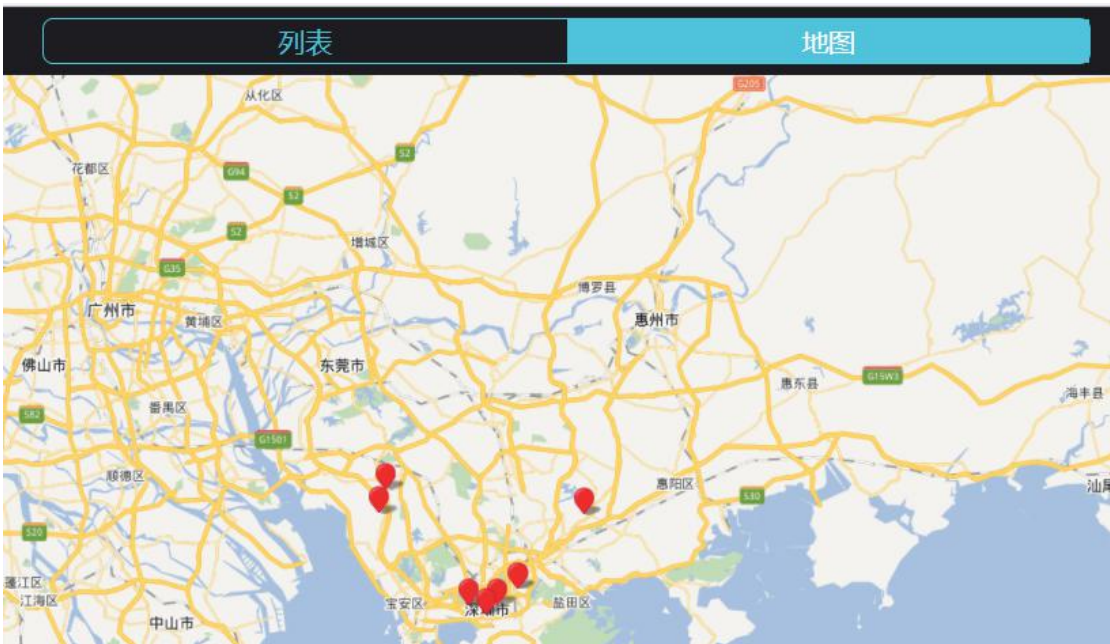 列表
地图
G205
从化区
S2
花都区
G94
S2
S2
增城区
G35
博罗县
广州市
黄埔区
惠州市
佛山市
东莞市
G15W3
惠东县
海丰县
番禺区
S82
G1501
顺德区
惠阳区
汕尾
S30
S20
蓬江区
江海区
宝安区
深圳市
盐田区
中山市